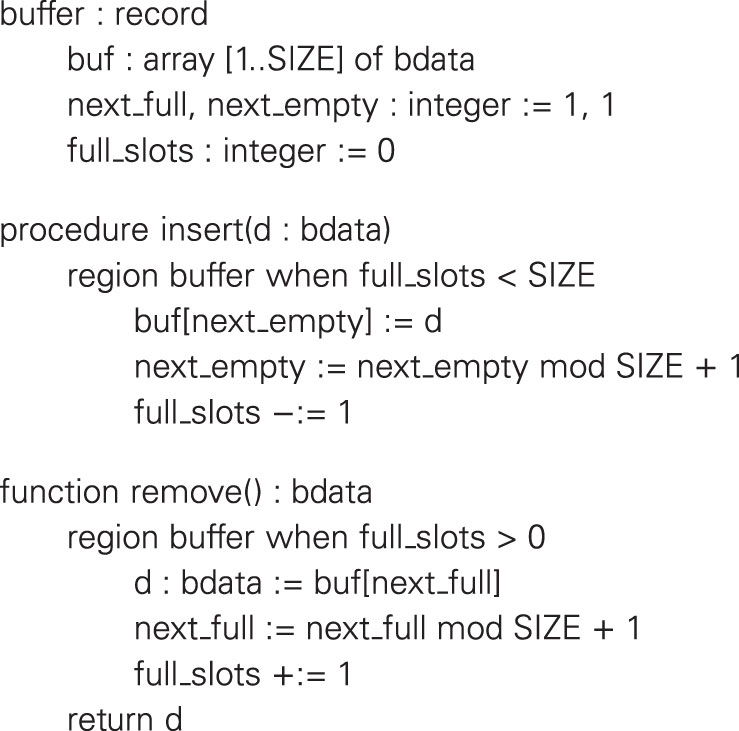 buffer : record
buf : array [1..SIZE] of bdata
next_full, next_empty : integer := 1, 1
full_slots : integer := 0
procedure insert(d : bdata)
region buffer when full_slots < SIZE
buf[next_empty] := d
next_empty := next_empty mod SIZE + 1
full_slots −:= 1
function remove() : bdata
region buffer when full_slots > 0
d : bdata := buf[next_full]
next_full := next_full mod SIZE + 1
full_slots +:= 1
return d